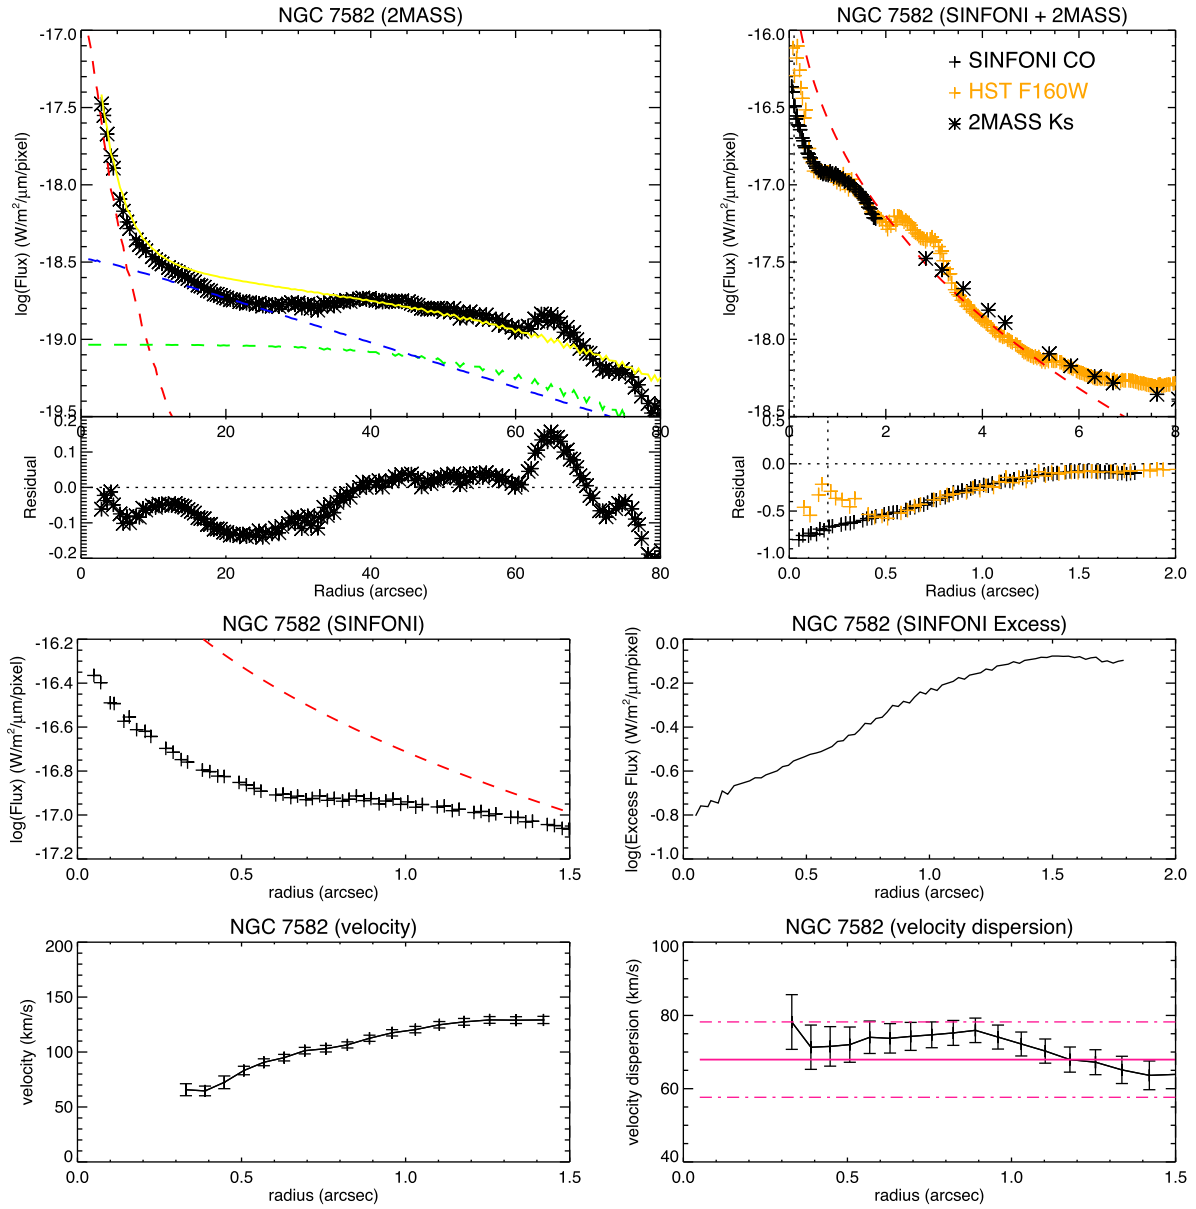 NGC 7582 (2MASS)
log(Flux) (W/m²/μm/pixel)
-17.0
-17.5
-18.0
-18.5
-19.0
-19.5
0 20 40 60 80
Residual
0.2
0.1
0.0
-0.1
-0.2
0 20 40 60 80
Radius (arcsec)
NGC 7582 (SINFONI + 2MASS)
log(Flux) (W/m²/μm/pixel)
-16.0
-16.5
-17.0
-17.5
-18.0
-18.5
SINFONI CO
HST F160W
2MASS Ks
0 2 4 6 8
Residual
0.5
0.0
-0.5
-1.0
0.0 0.5 1.0 1.5 2.0
Radius (arcsec)
NGC 7582 (SINFONI)
log(Flux) (W/m²/μm/pixel)
-16.2
-16.4
-16.6
-16.8
-17.0
-17.2
0.0 0.5 1.0 1.5
radius (arcsec)
NGC 7582 (SINFONI Excess)
log(Excess Flux) (W/m²/μm/pixel)
0.0
-0.2
-0.4
-0.6
-0.8
-1.0
0.0 0.5 1.0 1.5 2.0
radius (arcsec)
NGC 7582 (velocity)
velocity (km/s)
200
150
100
50
0
0.0 0.5 1.0 1.5
radius (arcsec)
NGC 7582 (velocity dispersion)
velocity dispersion (km/s)
100
80
60
40
0.0 0.5 1.0 1.5
radius (arcsec)